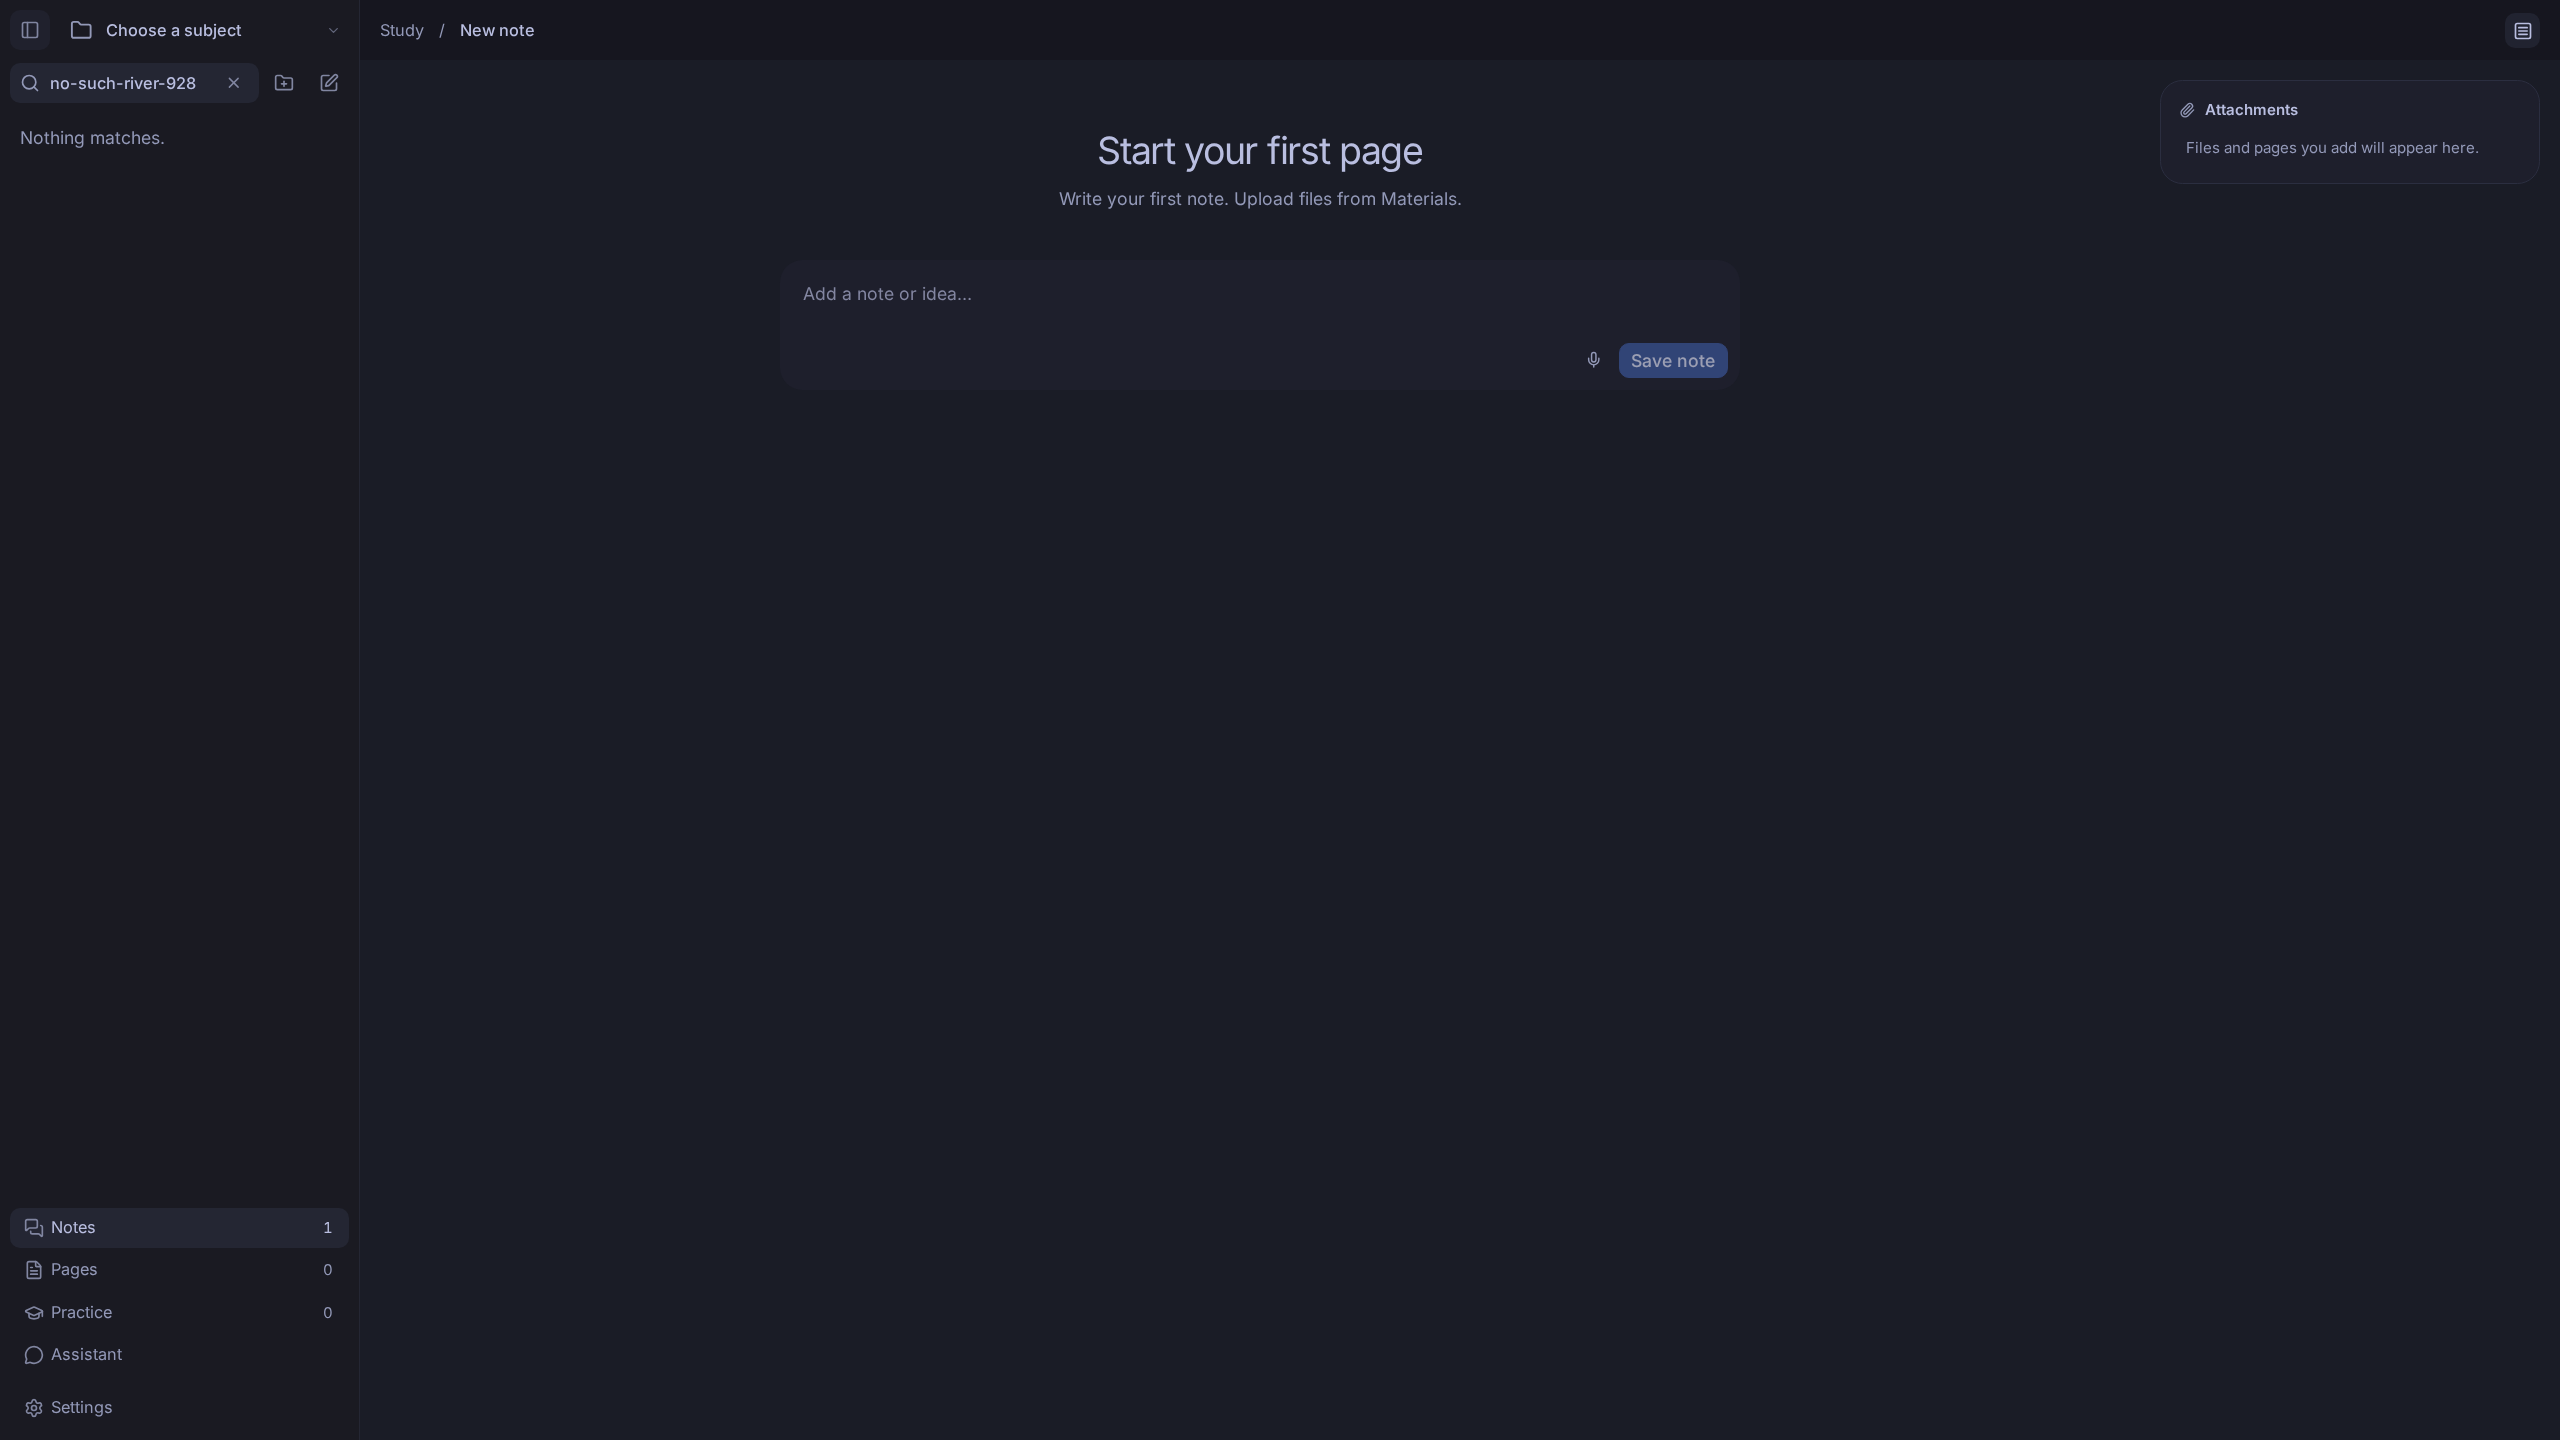 Choose a subject
no-such-river-928
Nothing matches.
Notes 1
Pages 0
Practice 0
Assistant
Settings
Study / New note
Start your first page
Write your first note. Upload files from Materials.
Add a note or idea...
Save note
Attachments
Files and pages you add will appear here.